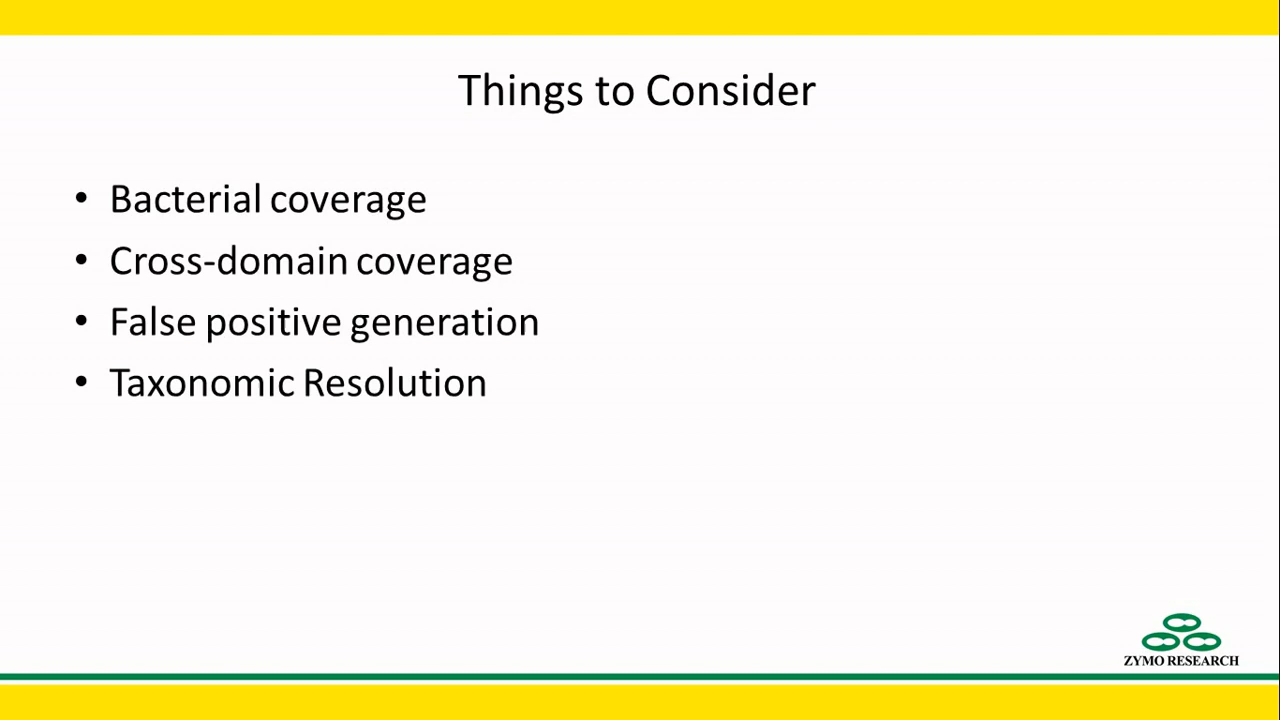 Things to Consider
• Bacterial coverage
• Cross-domain coverage
• False positive generation
• Taxonomic Resolution
ZYMO RESEARCH